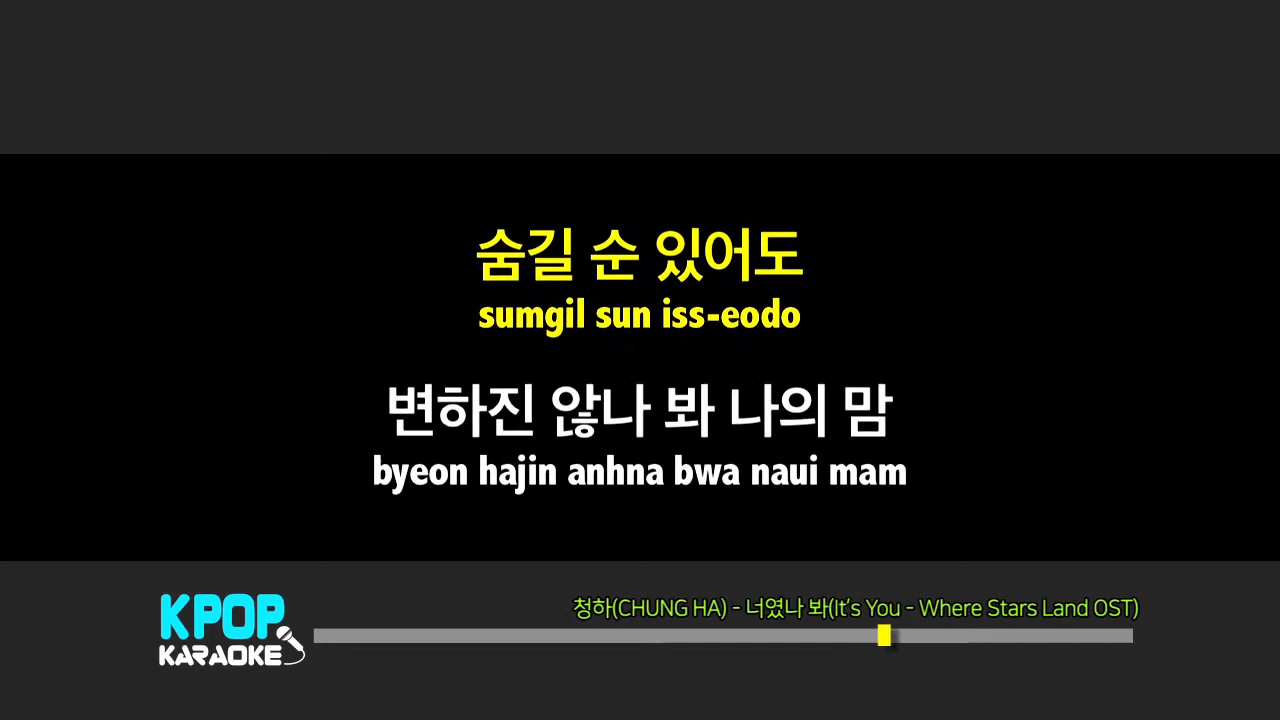 숨길 순 있어도
sumgil sun iss-eodo
변하진 않나 봐 나의 맘
byeon hajin anhna bwa naui mam
청하(CHUNG HA) - 너였나 봐(It's You - Where Stars Land OST)
KPOP
KARAOKE